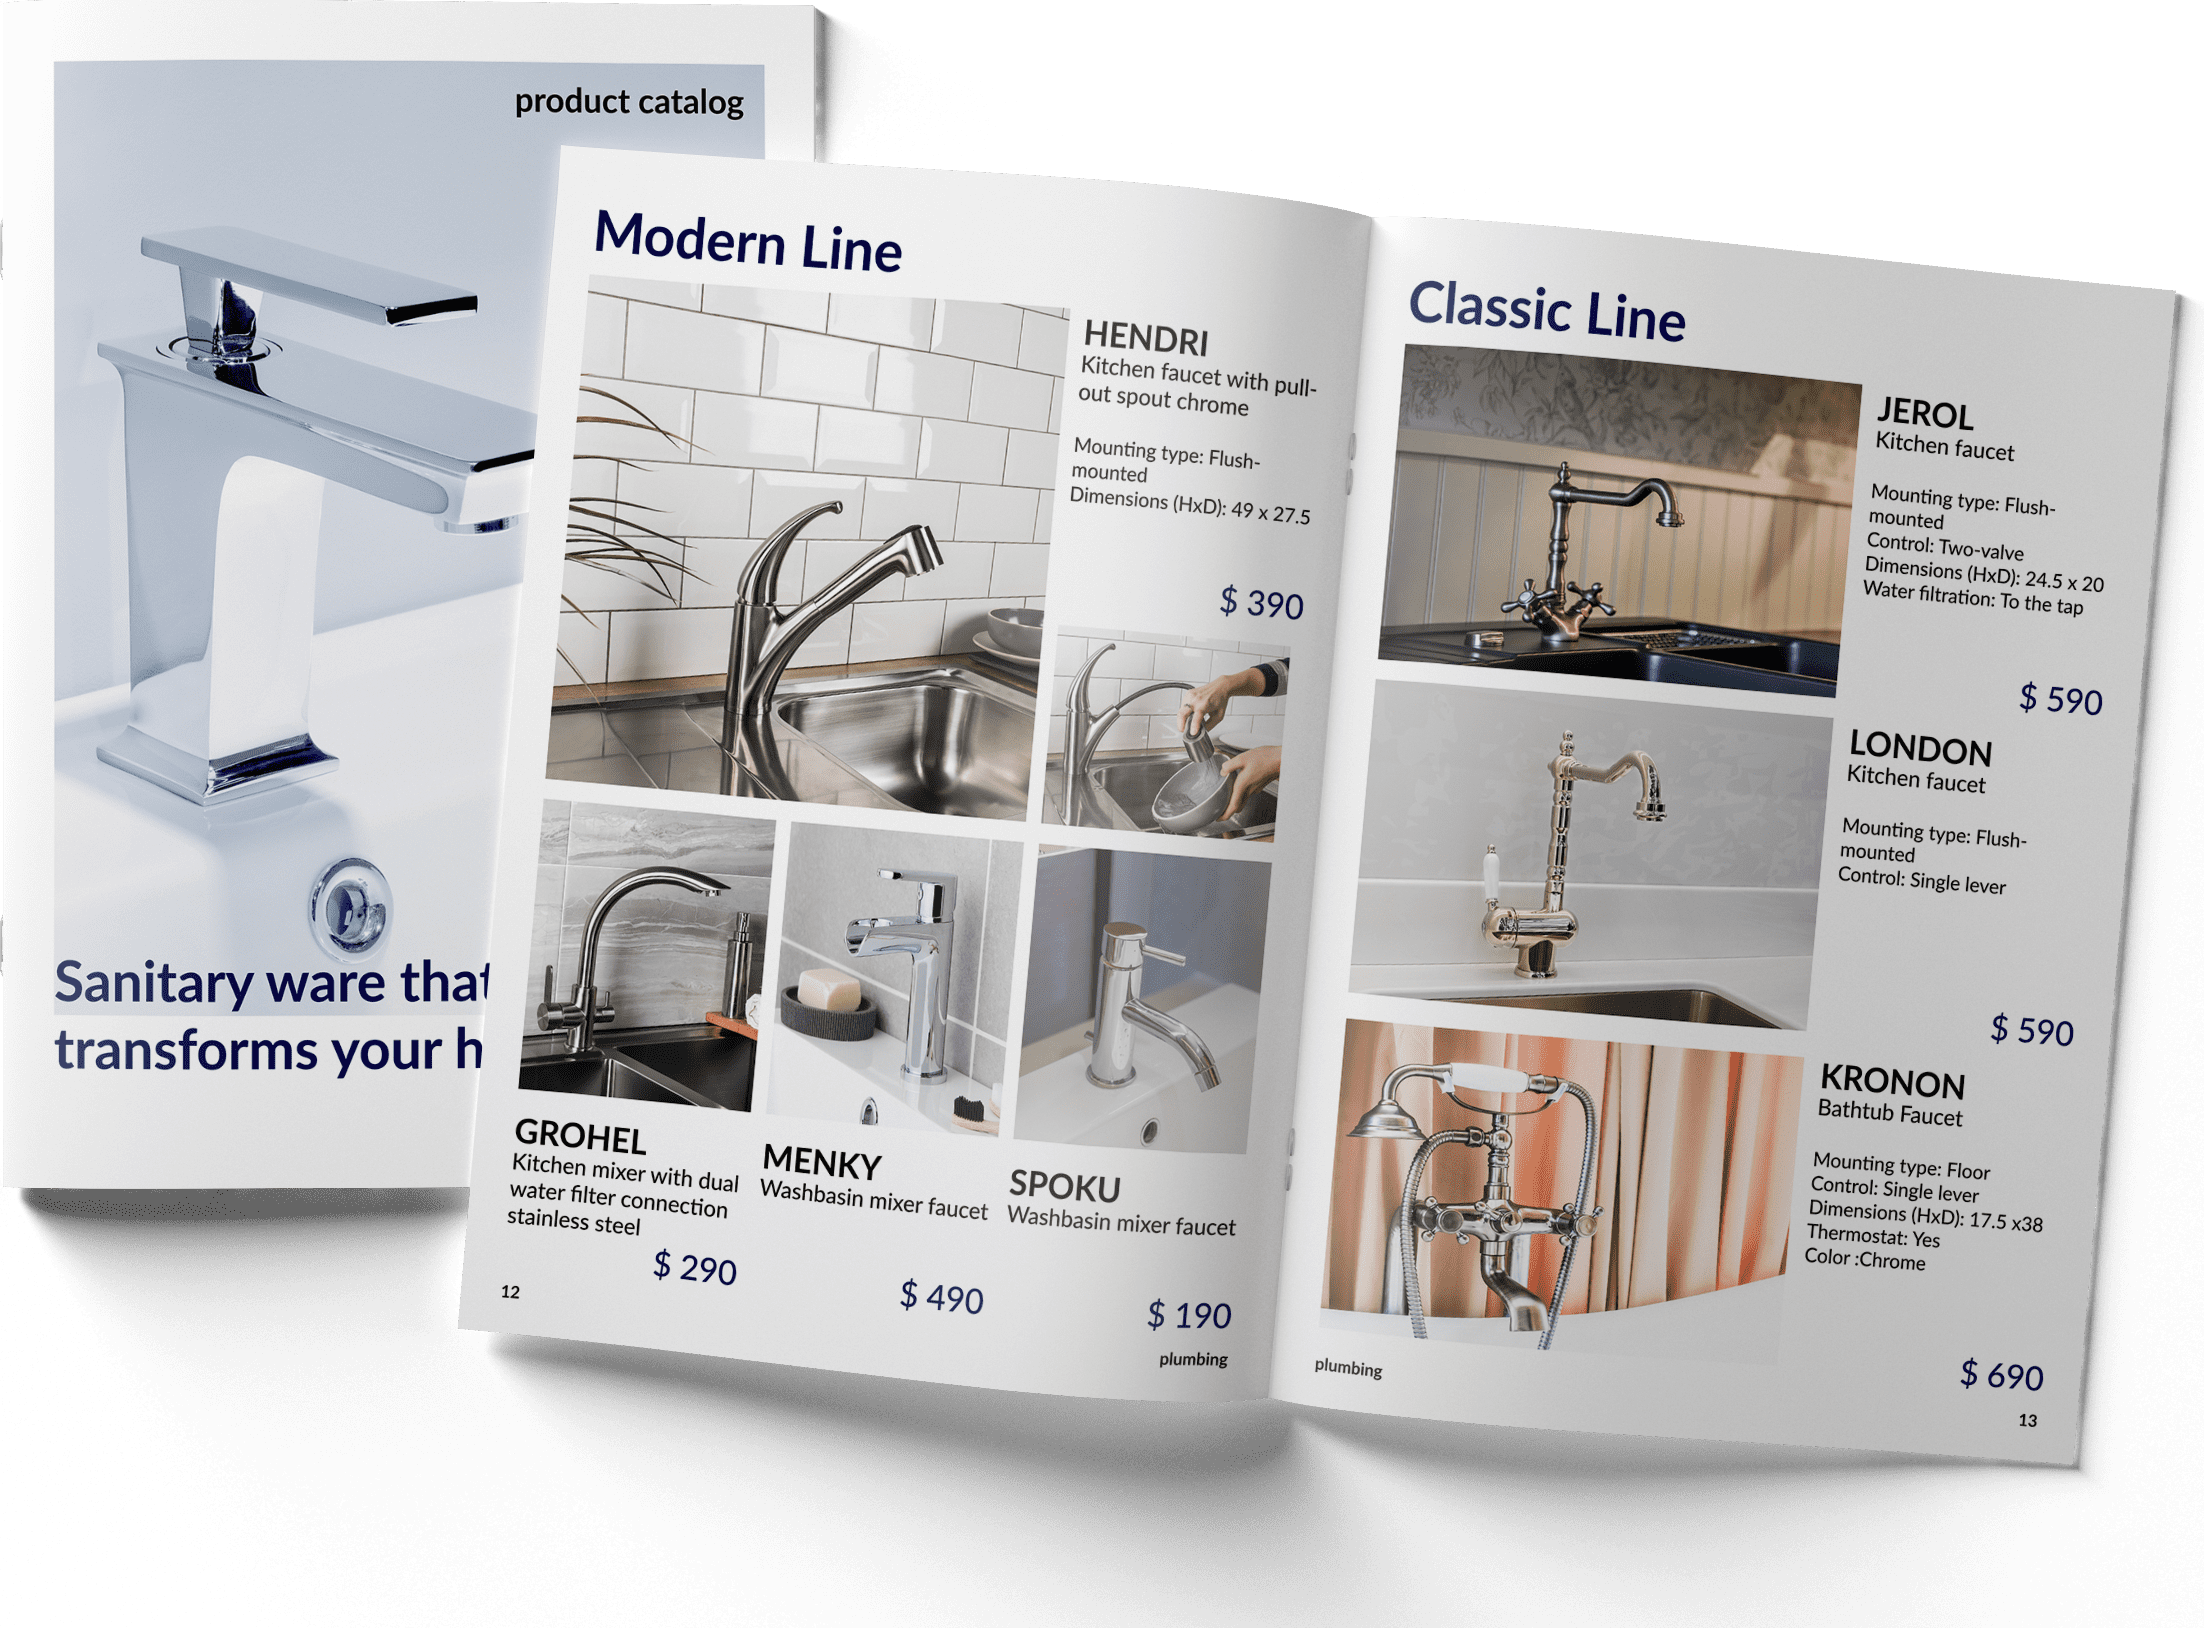 product catalog
Sanitary ware that
transforms your
Modern Line
HENDRI
Kitchen faucet with pull-
out spout chrome
Mounting type: Flush-
mounted
Dimensions (HxD): 49 x 27.5
$ 390
GROHEL
Kitchen mixer with dual
water filter connection
stainless steel
$ 290
MENKY
Washbasin mixer faucet
$ 490
SPOKU
Washbasin mixer faucet
$ 190
12
plumbing
Classic Line
JEROL
Kitchen faucet
Mounting type: Flush-
mounted
Control: Two-valve
Dimensions (HxD): 24.5 x 20
Water filtration: To the tap
$ 590
LONDON
Kitchen faucet
Mounting type: Flush-
mounted
Control: Single lever
$ 590
KRONON
Bathtub Faucet
Mounting type: Floor
Control: Single lever
Dimensions (HxD): 17.5 x38
Thermostat: Yes
Color :Chrome
$ 690
plumbing
13